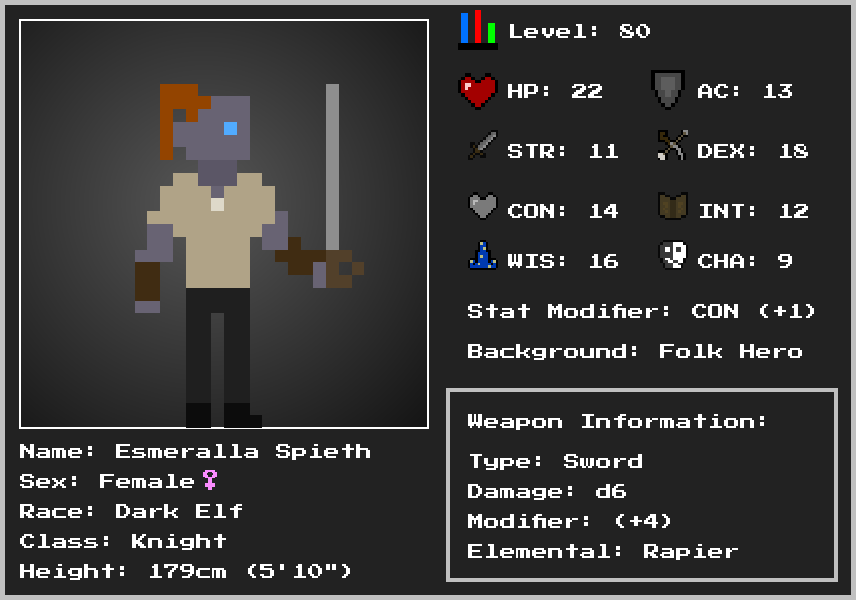 Level: 80
HP: 22
AC: 13
STR: 11
DEX: 18
CON: 14
INT: 12
WIS: 16
CHA: 9
Stat Modifier: CON (+1)
Background: Folk Hero
Weapon Information:
Type: Sword
Damage: d6
Modifier: (+4)
Elemental: Rapier
Name: Esmeralla Spieth
Sex: Female♀
Race: Dark Elf
Class: Knight
Height: 179cm (5'10")